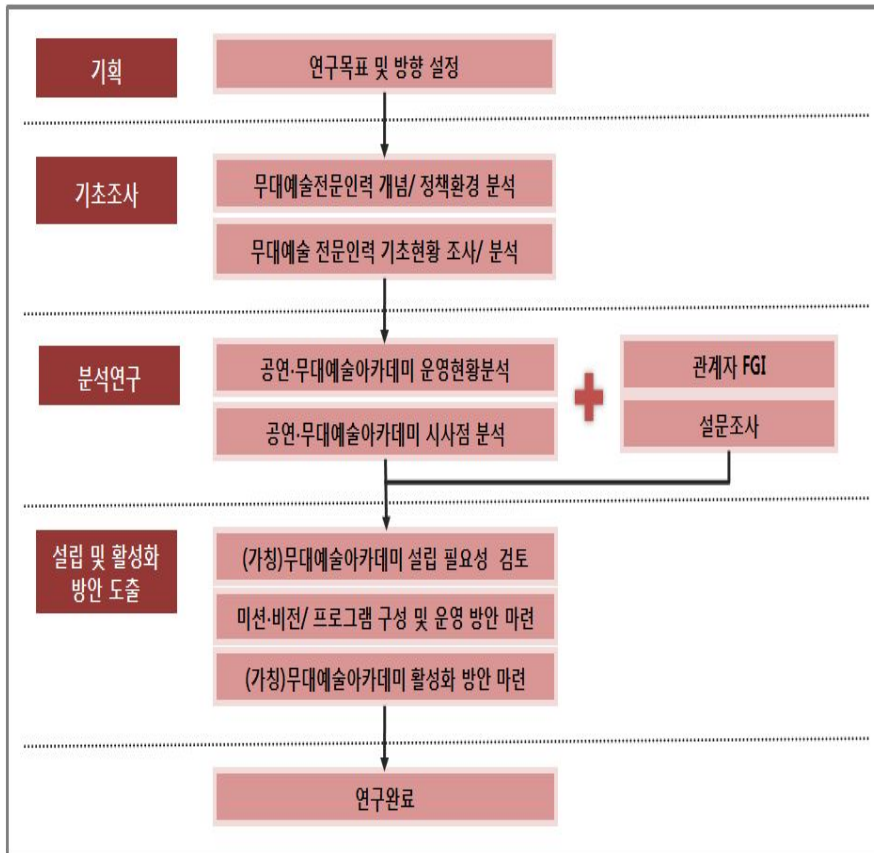 기획
연구목표 및 방향 설정
기초조사
무대예술전문인력 개념/ 정책환경 분석
무대예술 전문인력 기초현황 조사/ 분석
분석연구
공연·무대예술아카데미 운영현황분석
공연·무대예술아카데미 시사점 분석
관계자 FGI
설문조사
설립 및 활성화
방안 도출
(가칭)무대예술아카데미 설립 필요성 검토
미션·비전/ 프로그램 구성 및 운영 방안 마련
(가칭)무대예술아카데미 활성화 방안 마련
연구완료